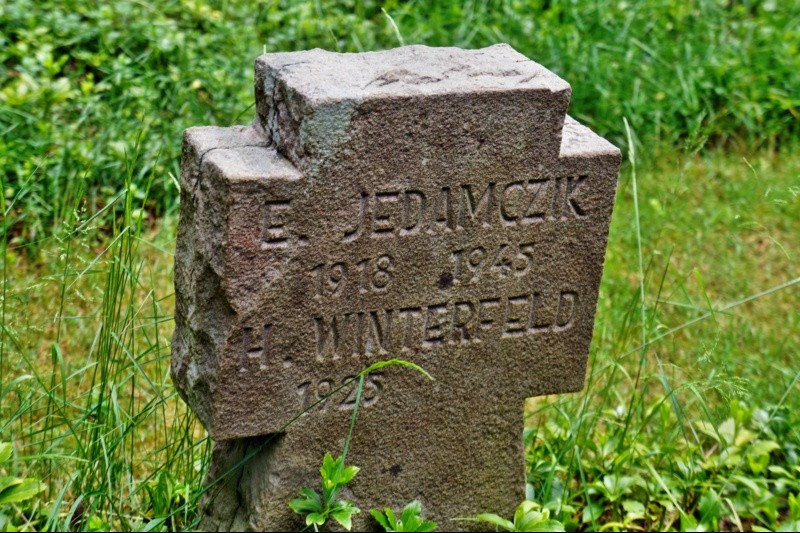 E. JEDAMCZIK
1918 1945
H. WINTERFELD
1925